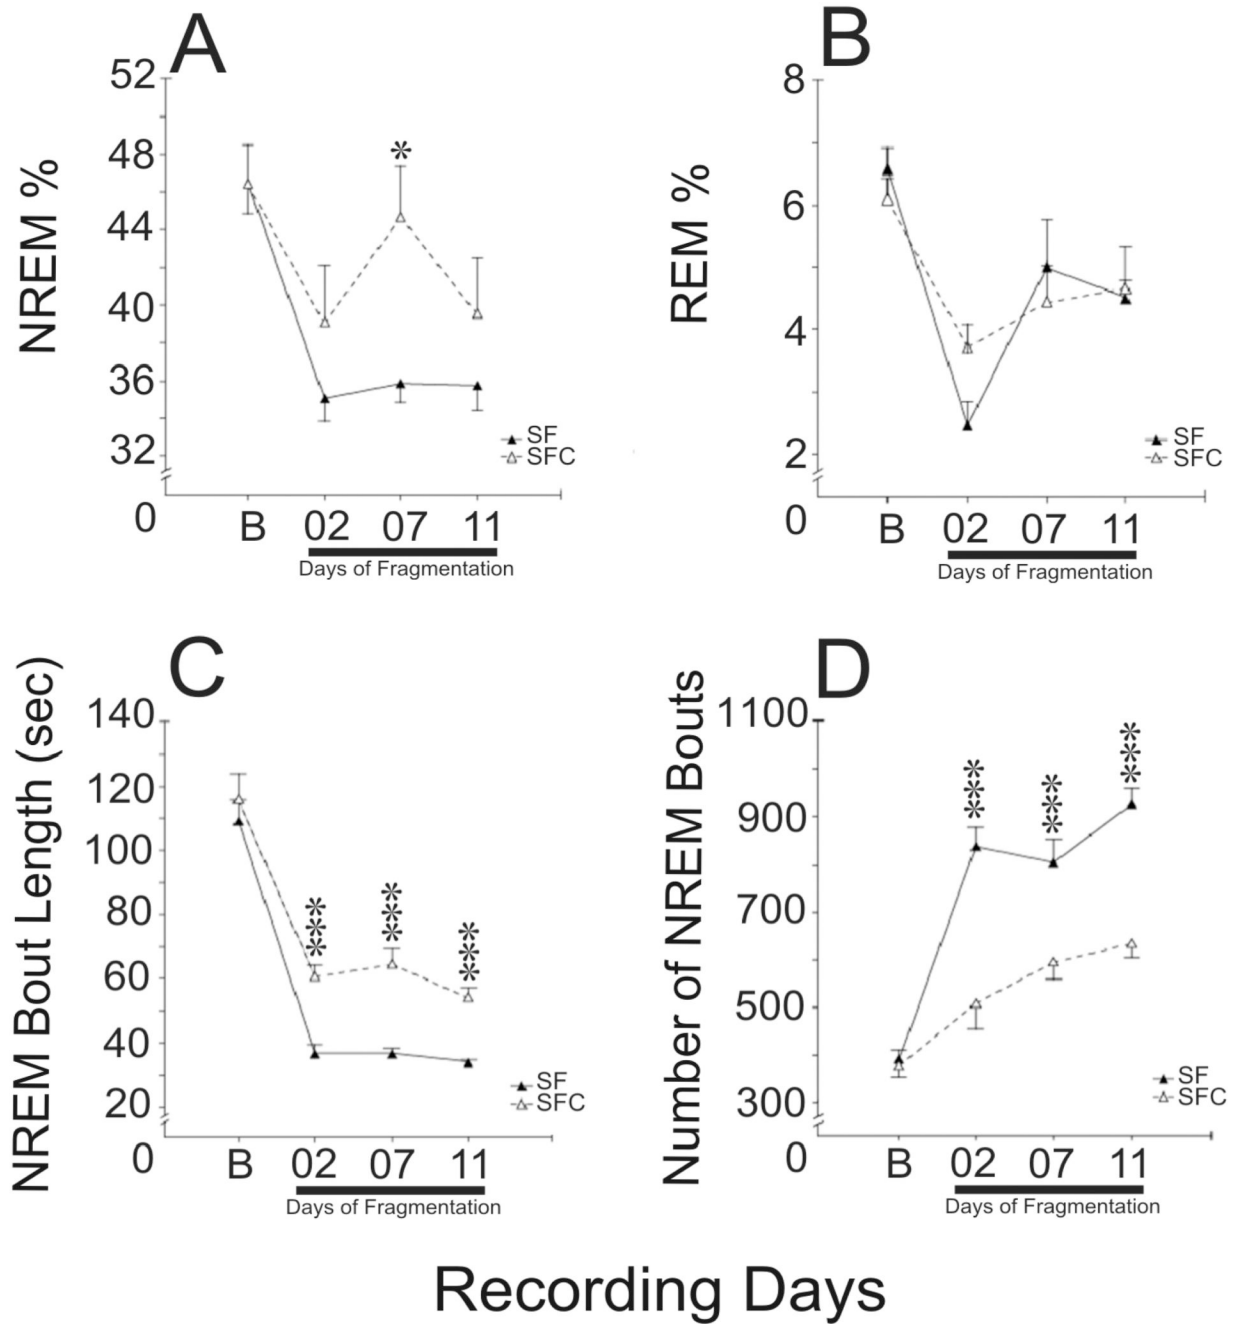 A
NREM %
52
48
44
40
36
32
0
*
SF
SFC
B 02 07 11
Days of Fragmentation
B
REM %
8
6
4
2
0
SF
SFC
B 02 07 11
Days of Fragmentation
C
NREM Bout Length (sec)
140
120
100
80
60
40
20
0
***
***
***
SF
SFC
B 02 07 11
Days of Fragmentation
D
Number of NREM Bouts
1100
900
700
500
300
0
***
***
***
SF
SFC
B 02 07 11
Days of Fragmentation
Recording Days